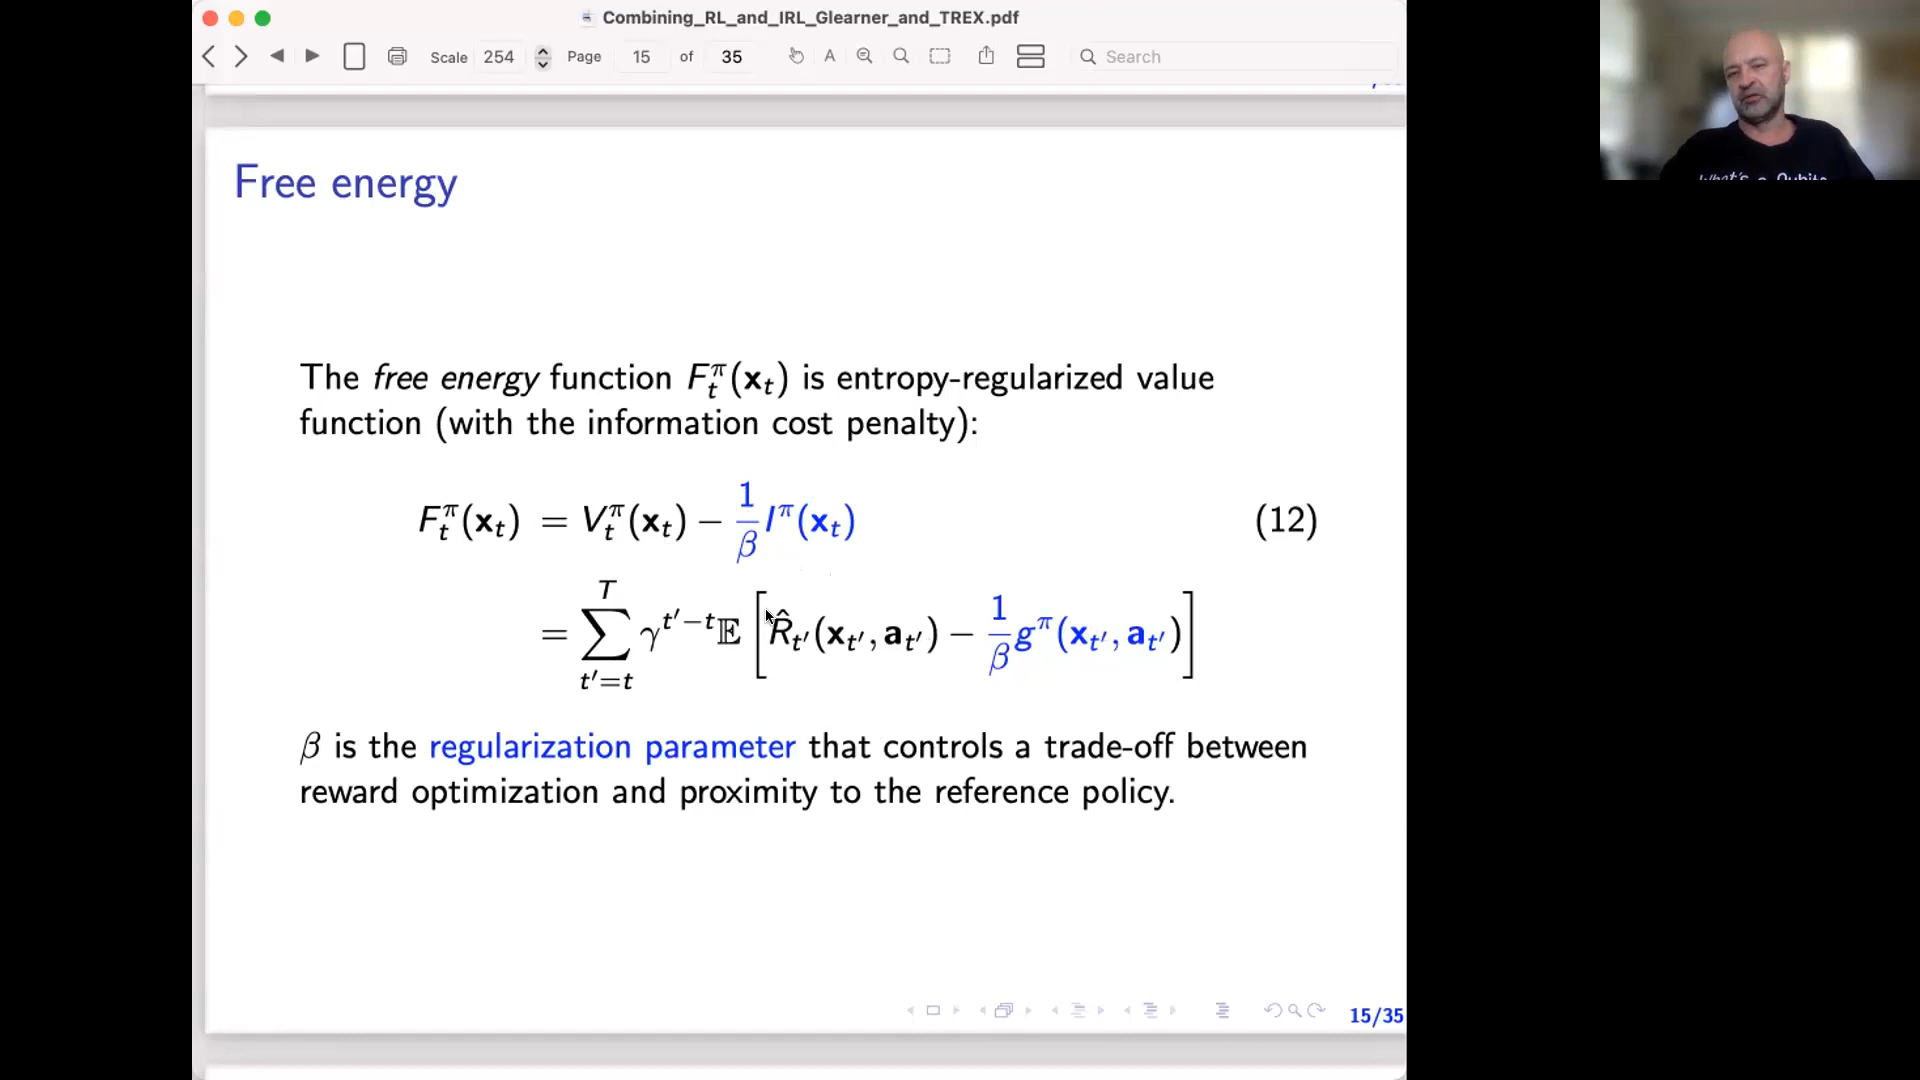 Combining_RL_and_IRL_Glearner_and_TREX.pdf
Scale 254 Page 15 of 35 A Search
Free energy
The free energy function F_t^π(x_t) is entropy-regularized value
function (with the information cost penalty):
F_t^π(x_t) = V_t^π(x_t) − 1/β I^π(x_t) (12)
= ∑_{t′=t}^{T} γ^{t′−t} 𝔼 [ R̂_{t′}(x_{t′}, a_{t′}) − 1/β g^π(x_{t′}, a_{t′}) ]
β is the regularization parameter that controls a trade-off between
reward optimization and proximity to the reference policy.
15/35